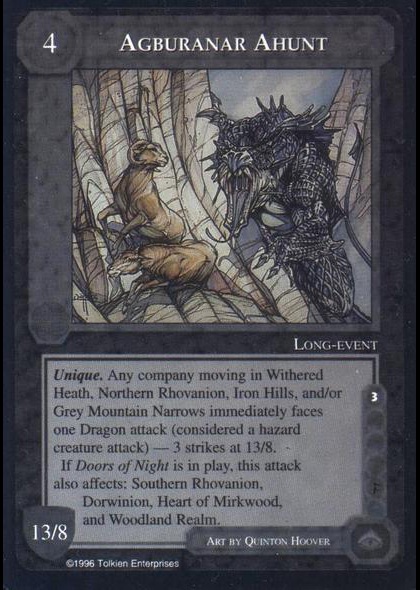 4
AGBURANAR AHUNT
LONG-EVENT
Unique. Any company moving in Withered
Heath, Northern Rhovanion, Iron Hills, and/or
Grey Mountain Narrows immediately faces
one Dragon attack (considered a hazard
creature attack) — 3 strikes at 13/8.
If Doors of Night is in play, this attack
also affects: Southern Rhovanion,
Dorwinion, Heart of Mirkwood,
and Woodland Realm.
3
13/8
ART BY QUINTON HOOVER
©1996 Tolkien Enterprises